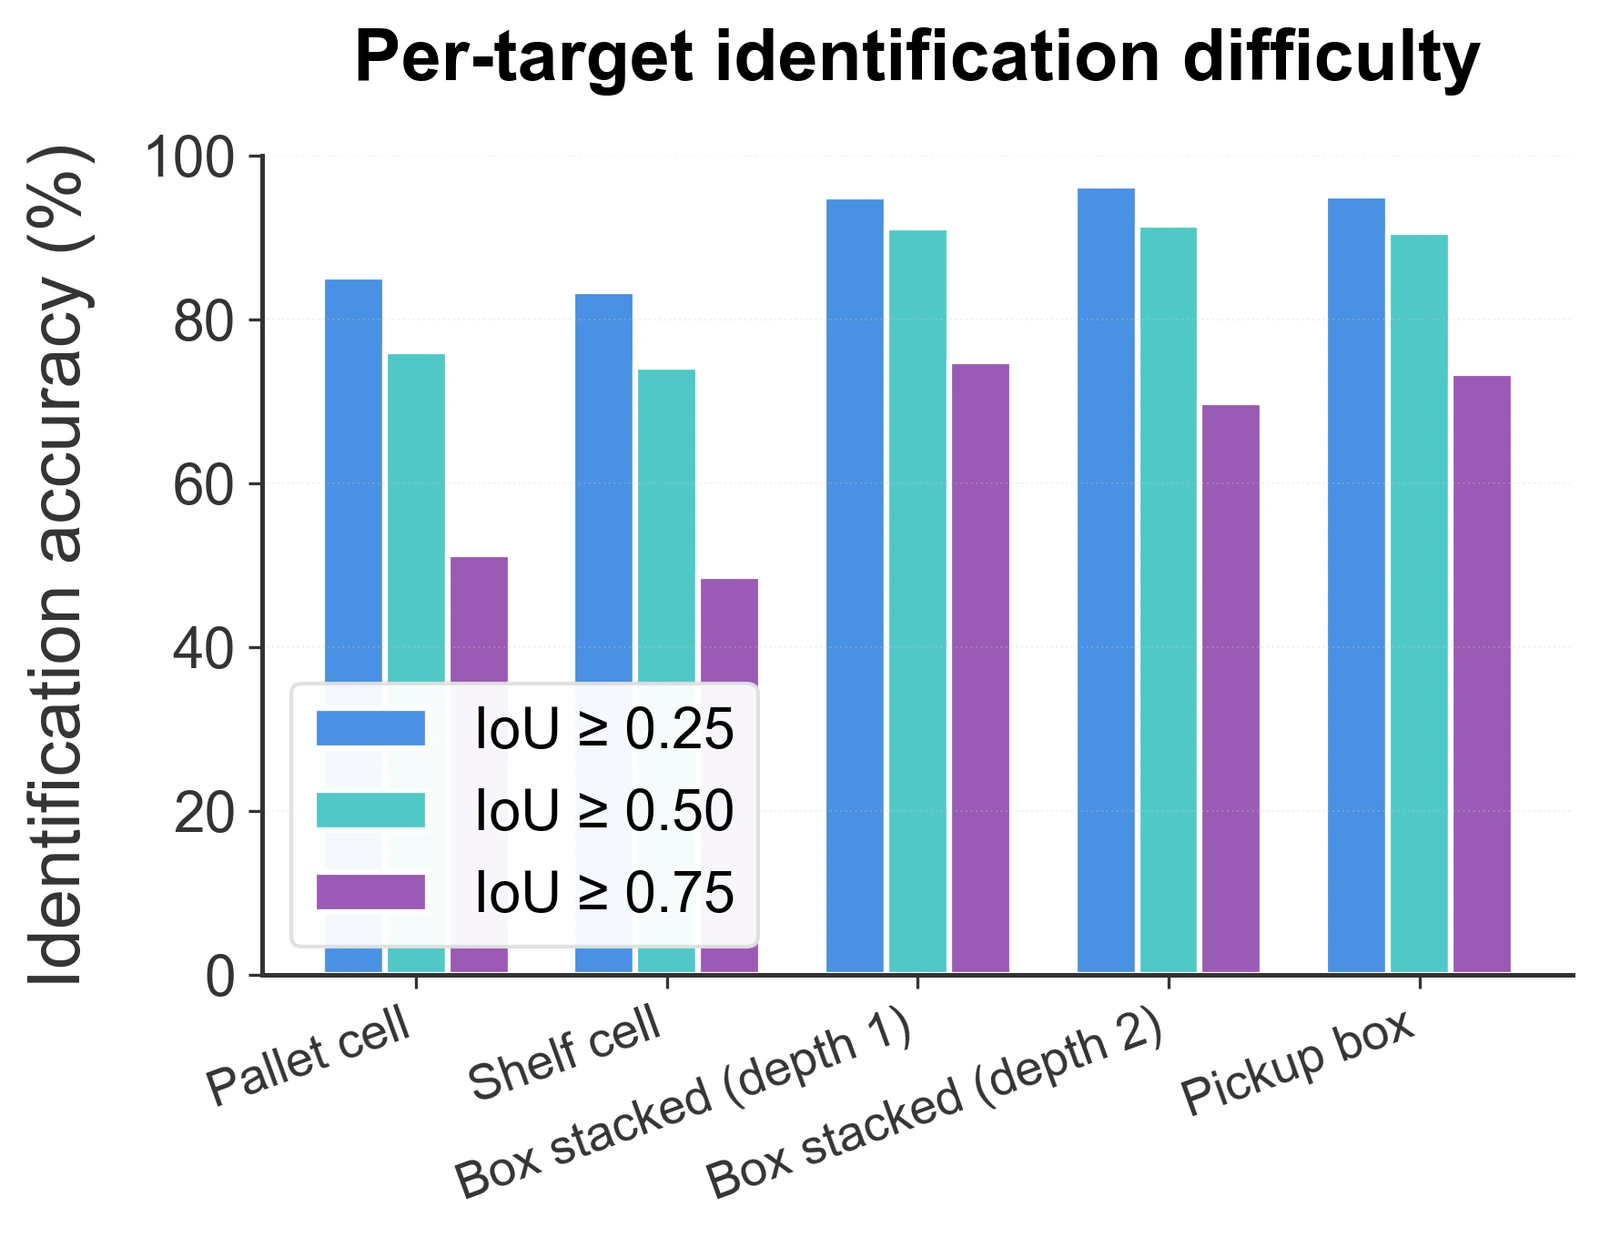 Per-target identification difficulty
Identification accuracy (%)
100
80
60
40
20
0
IoU ≥ 0.25
IoU ≥ 0.50
IoU ≥ 0.75
Pallet cell
Shelf cell
Box stacked (depth 1)
Box stacked (depth 2)
Pickup box